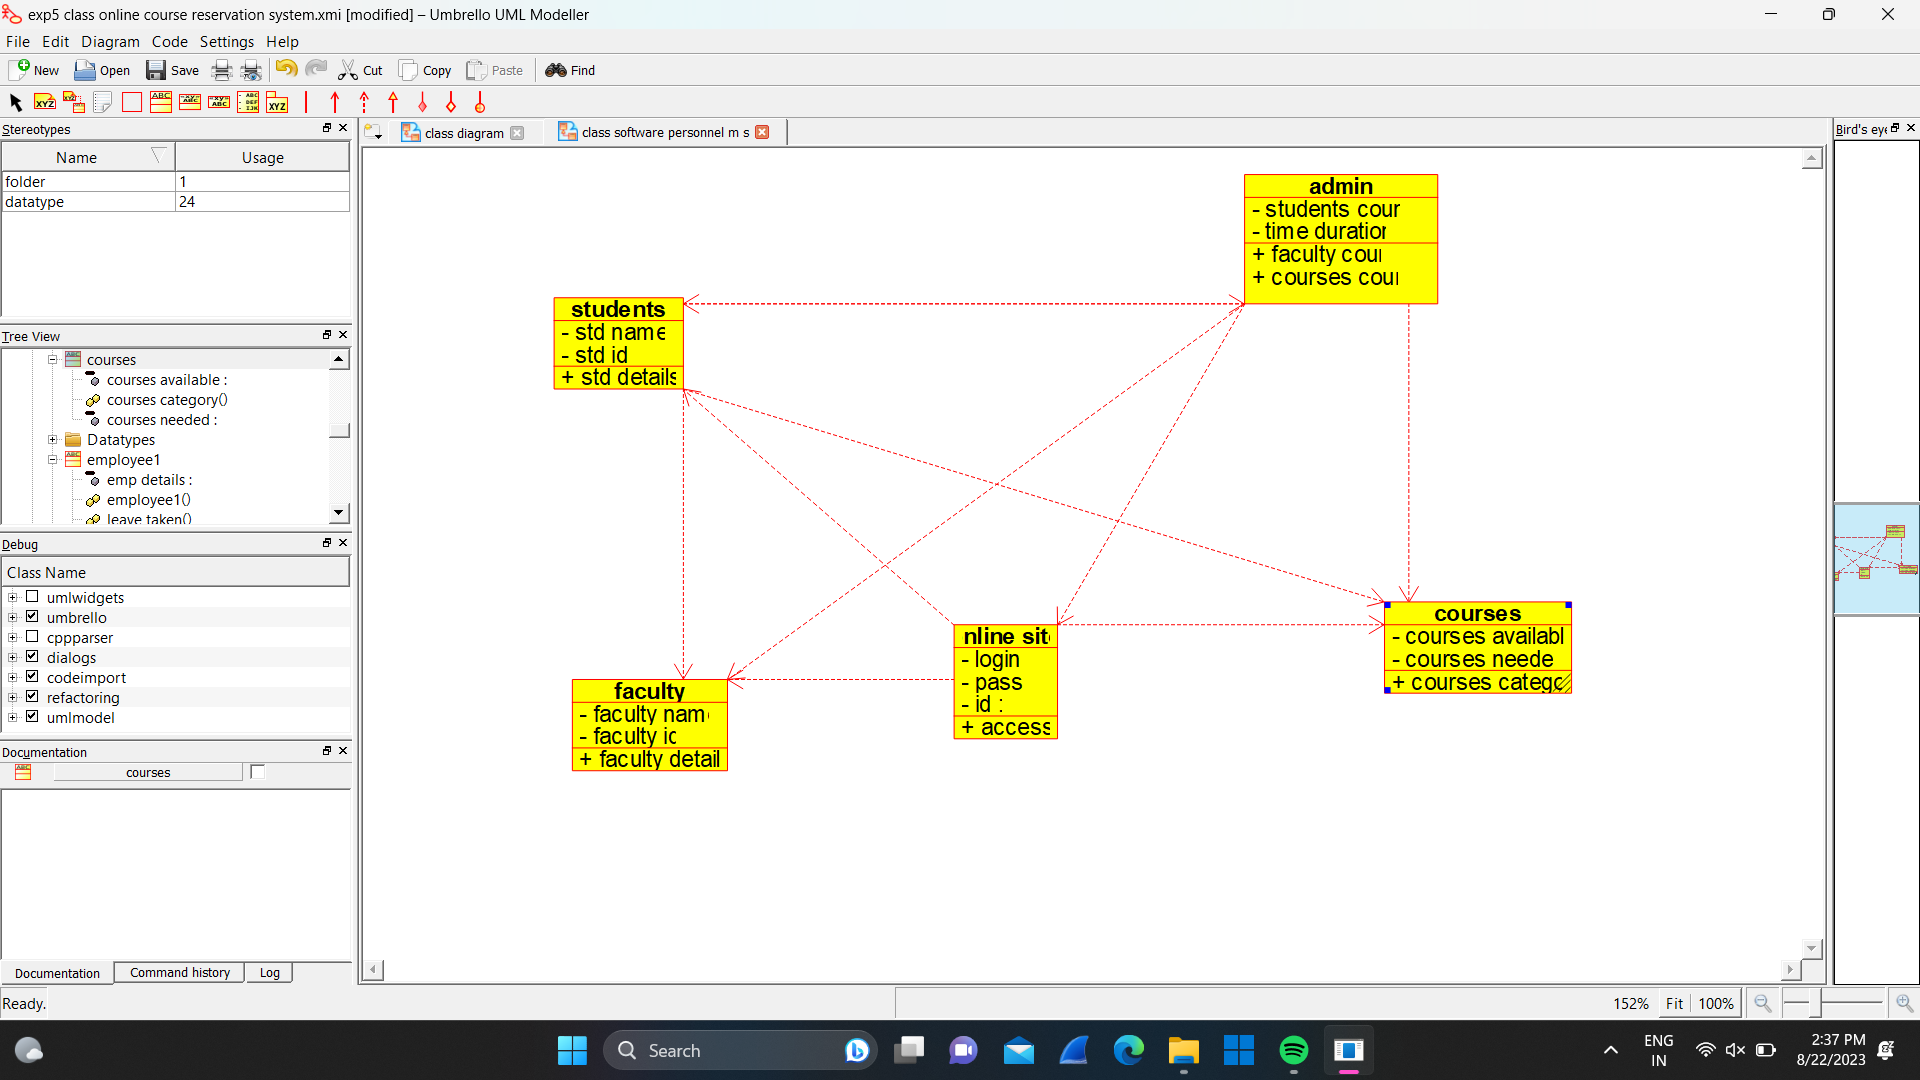 exp5 class online course reservation system.xmi [modified] – Umbrello UML Modeller
File Edit Diagram Code Settings Help
New Open Save Cut Copy Paste Find
Stereotypes
Name Usage
folder 1
datatype 24
Tree View
courses
courses available :
courses category()
courses needed :
Datatypes
employee1
emp details :
employee1()
leave taken()
Debug
Class Name
umlwidgets
umbrello
cppparser
dialogs
codeimport
refactoring
umlmodel
Documentation
courses
Documentation Command history Log
Ready.
class diagram class software personnel m s
Bird's eye
admin
- students cour
- time duration
+ faculty cour
+ courses cour
students
- std name
- std id
+ std details
faculty
- faculty nam
- faculty id
+ faculty detail
nline site
- login
- pass
- id :
+ access
courses
- courses availabl
- courses neede
+ courses catego
152% Fit 100%
Search
ENG
IN
2:37 PM
8/22/2023